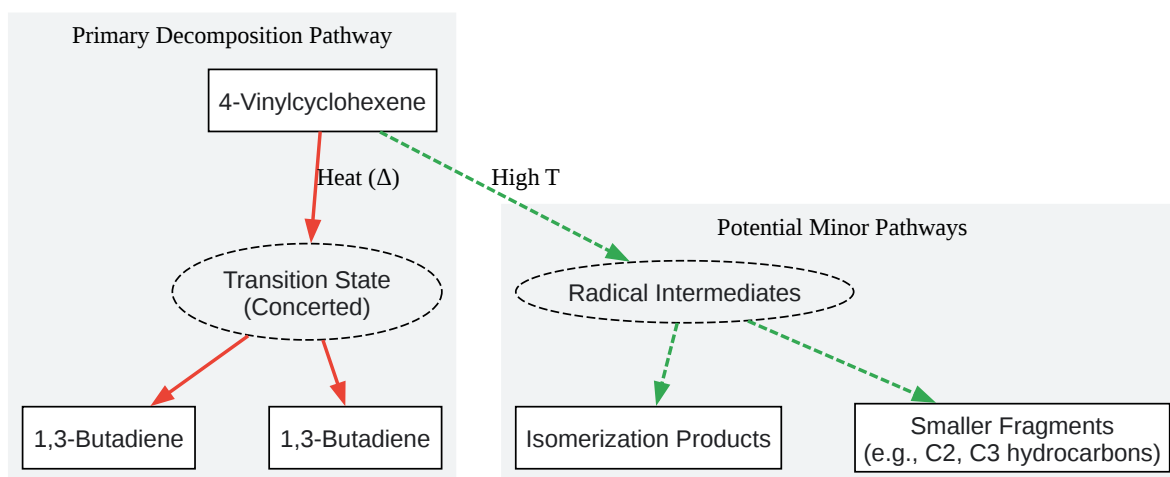 Primary Decomposition Pathway
4-Vinylcyclohexene
Heat (Δ)
High T
Potential Minor Pathways
Transition State
(Concerted)
Radical Intermediates
1,3-Butadiene
1,3-Butadiene
Isomerization Products
Smaller Fragments
(e.g., C2, C3 hydrocarbons)